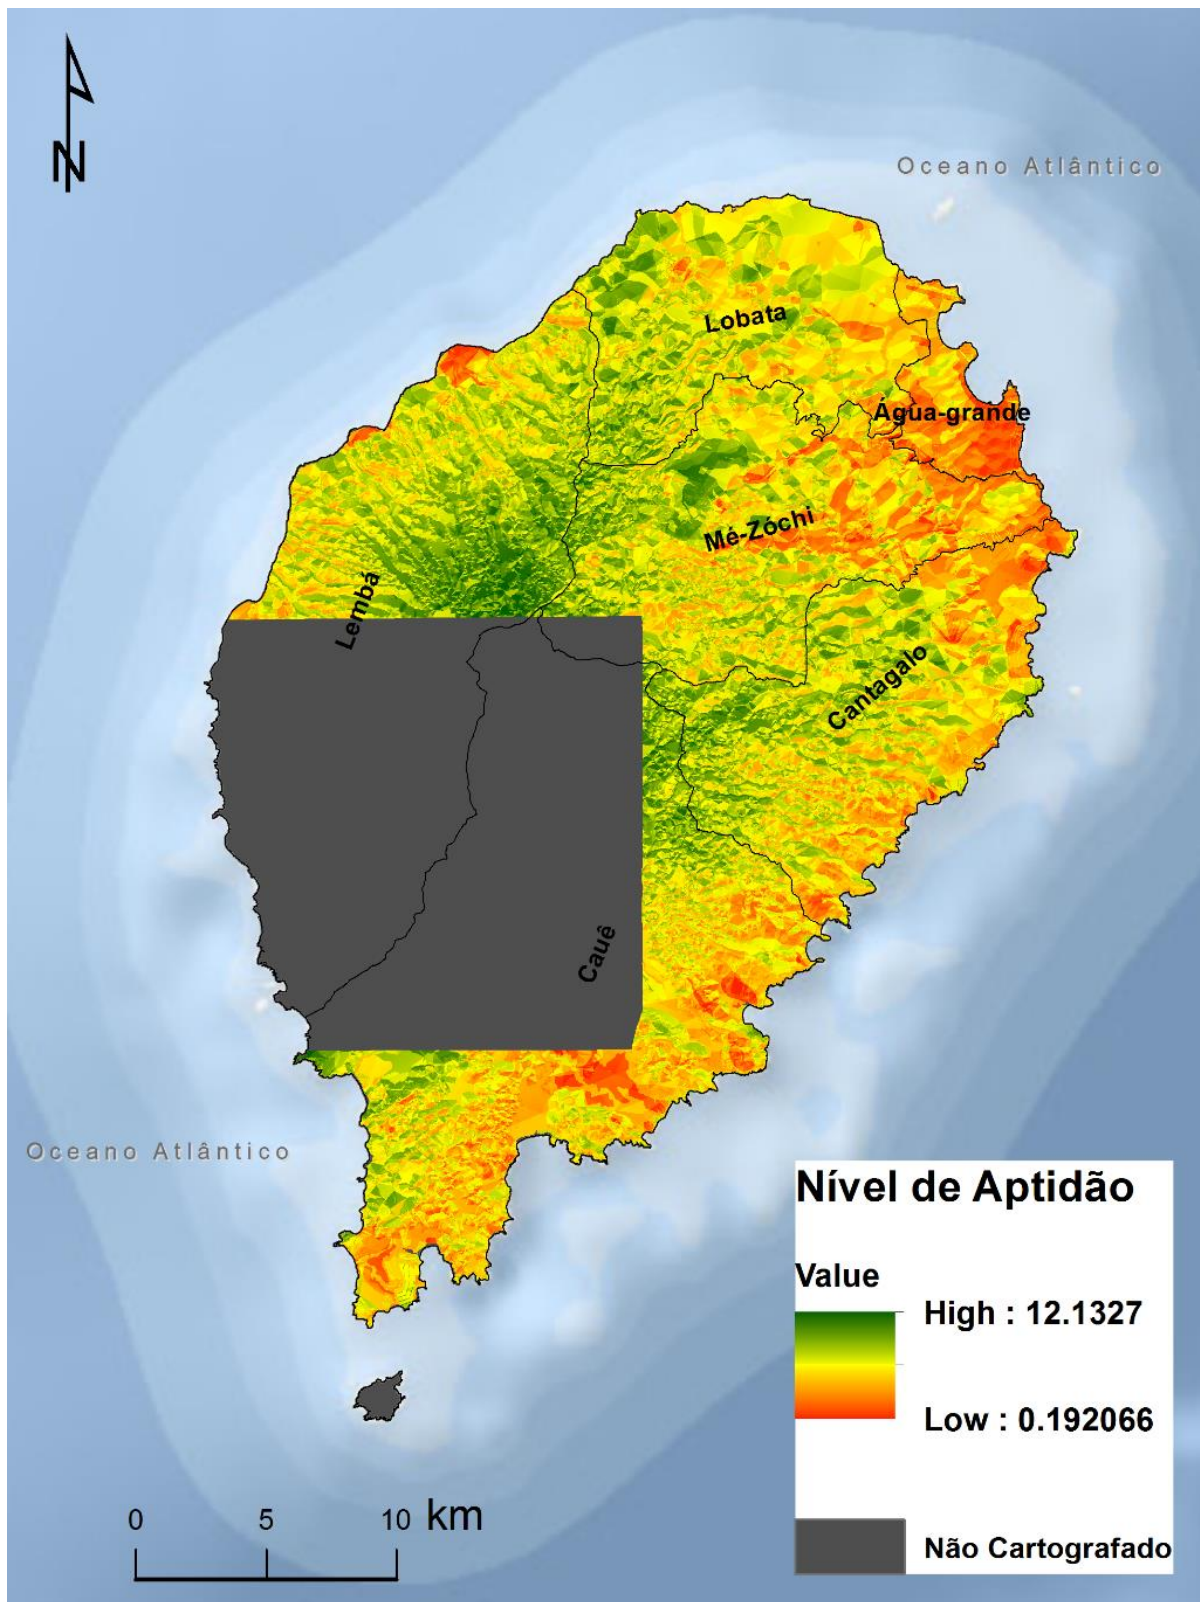 N
Oceano Atlântico
Lobata
Água-grande
Mé-Zóchi
Lembá
Cantagalo
Cauê
Oceano Atlântico
Nível de Aptidão
Value
High : 12.1327
Low : 0.192066
Não Cartografado
0 5 10 km